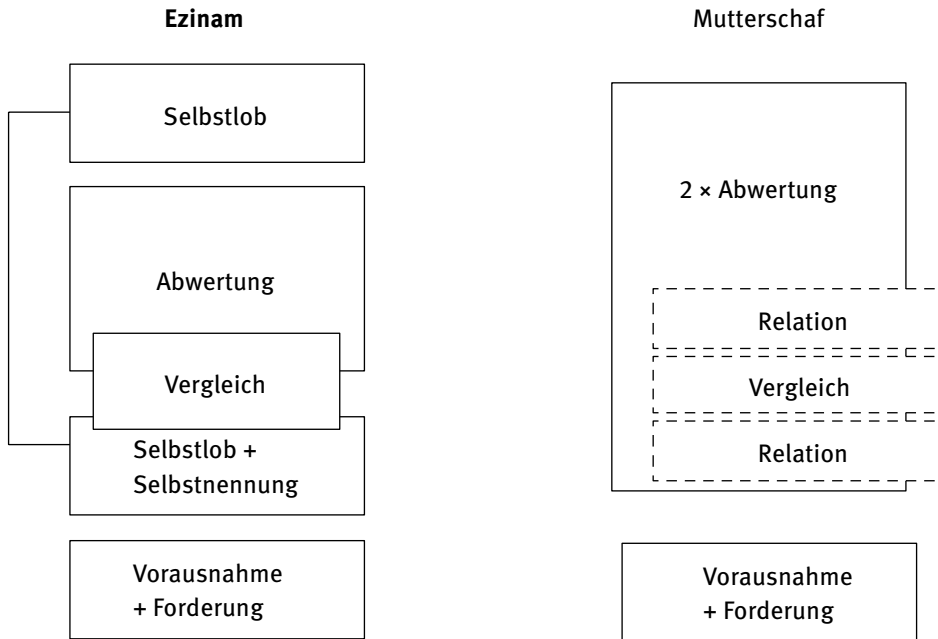 Ezinam
Selbstlob
Abwertung
Vergleich
Selbstlob +
Selbstnennung
Vorausnahme
+ Forderung
Mutterschaf
2 × Abwertung
Relation
Vergleich
Relation
Vorausnahme
+ Forderung